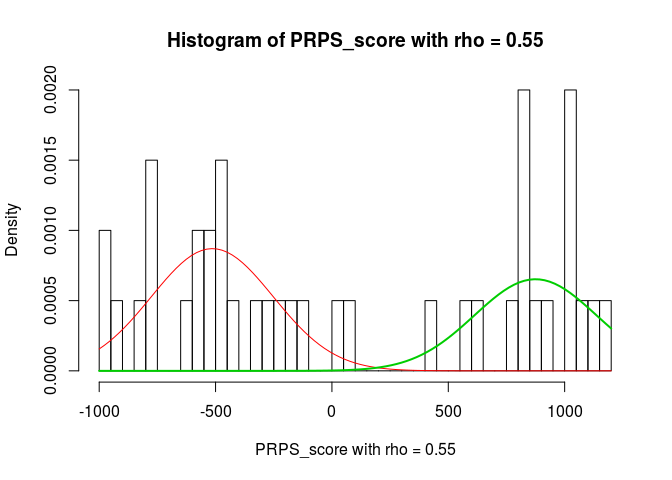 Histogram of PRPS_score with rho = 0.55
Density
0.0020
0.0015
0.0010
0.0005
0.0000
-1000 -500 0 500 1000
PRPS_score with rho = 0.55